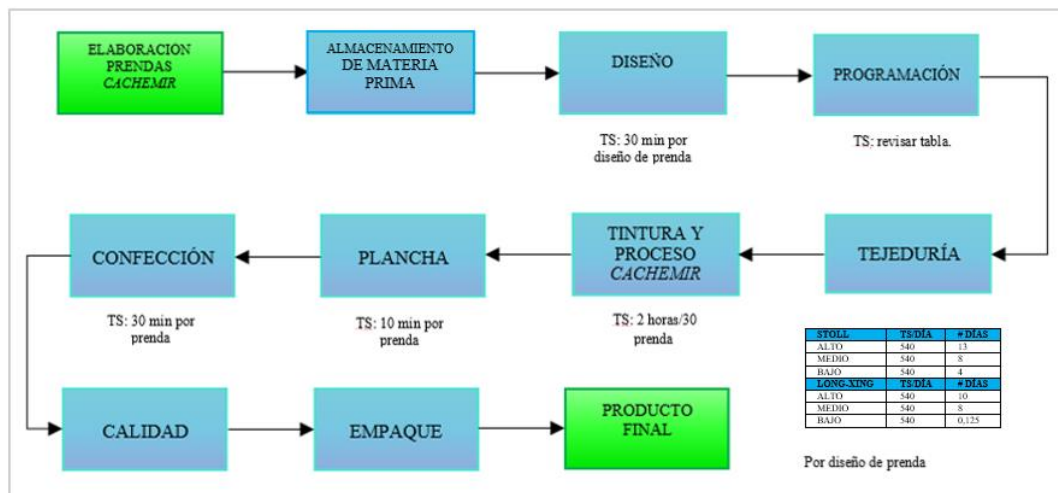 ELABORACION
PRENDAS
CACHEMIR
ALMACENAMIENTO
DE MATERIA
PRIMA
DISEÑO
PROGRAMACIÓN
TS: 30 min por
diseño de prenda
TS: revisar tabla.
CONFECCIÓN
PLANCHA
TINTURA Y
PROCESO
CACHEMIR
TEJEDURÍA
TS: 30 min por
prenda
TS: 10 min por
prenda
TS: 2 horas/30
prenda
STOLL TS/DÍA # DÍAS
ALTO 540 13
MEDIO 540 8
BAJO 540 4
LONG-XING TS/DÍA # DÍAS
ALTO 540 10
MEDIO 540 8
BAJO 540 0,125
CALIDAD
EMPAQUE
PRODUCTO
FINAL
Por diseño de prenda